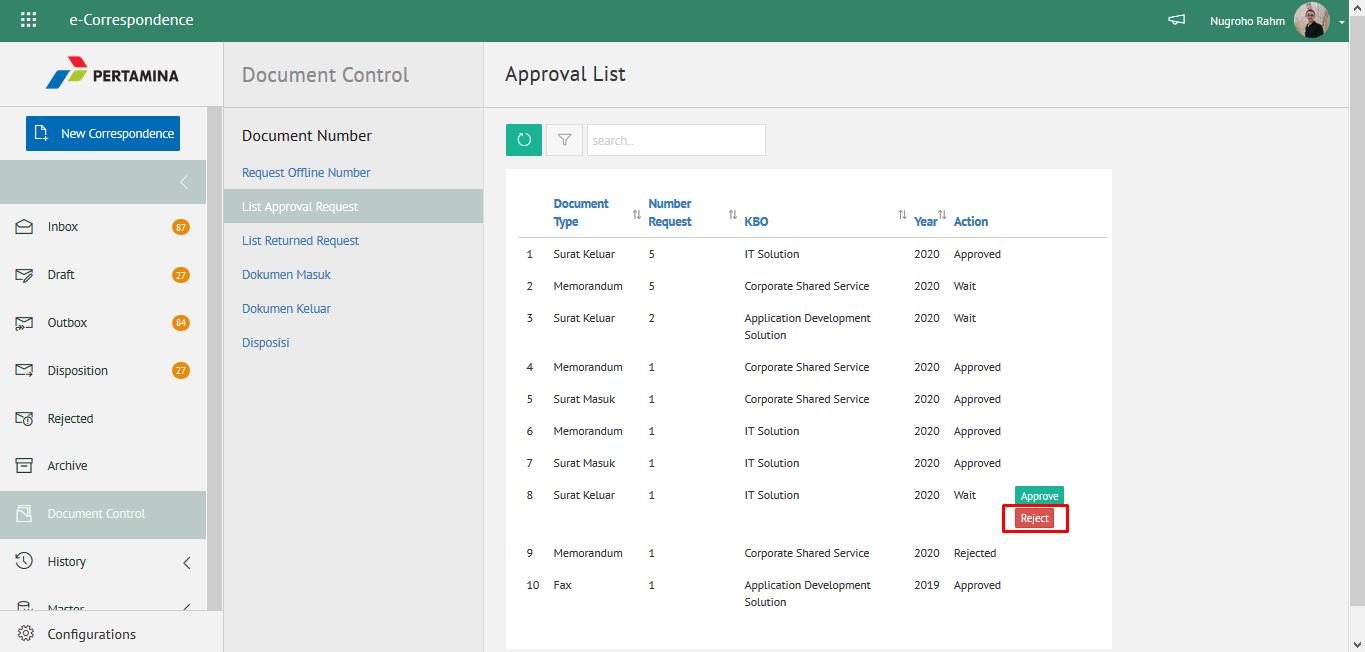 e-Correspondence
Nugroho Rahm
PERTAMINA
New Correspondence
Inbox 87
Draft 27
Outbox 84
Disposition 27
Rejected
Archive
Document Control
History
Master
Configurations
Document Control
Document Number
Request Offline Number
List Approval Request
List Returned Request
Dokumen Masuk
Dokumen Keluar
Disposisi
Approval List
search..
Document Type Number Request KBO Year Action
1 Surat Keluar 5 IT Solution 2020 Approved
2 Memorandum 5 Corporate Shared Service 2020 Wait
3 Surat Keluar 2 Application Development Solution 2020 Wait
4 Memorandum 1 Corporate Shared Service 2020 Approved
5 Surat Masuk 1 Corporate Shared Service 2020 Approved
6 Memorandum 1 IT Solution 2020 Approved
7 Surat Masuk 1 IT Solution 2020 Approved
8 Surat Keluar 1 IT Solution 2020 Wait Approve
Reject
9 Memorandum 1 Corporate Shared Service 2020 Rejected
10 Fax 1 Application Development Solution 2019 Approved